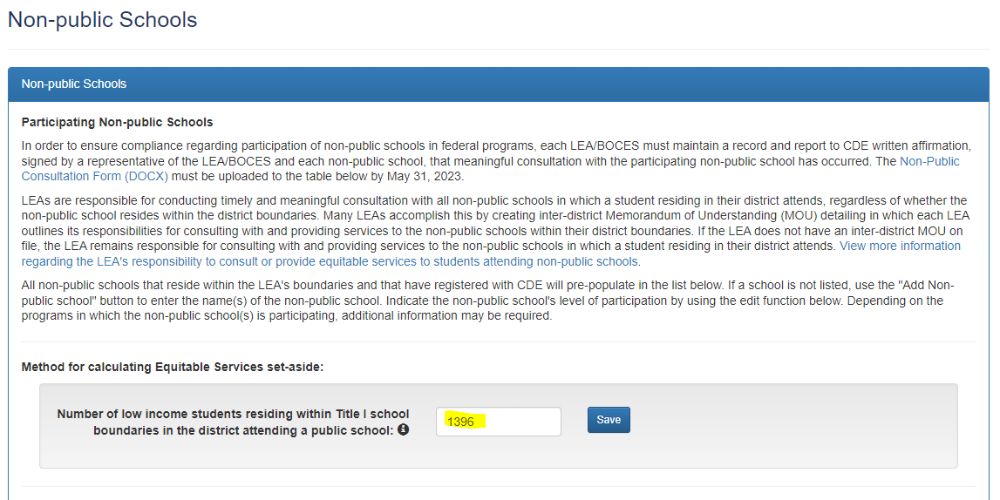 Non-public Schools
Non-public Schools
Participating Non-public Schools
In order to ensure compliance regarding participation of non-public schools in federal programs, each LEA/BOCES must maintain a record and report to CDE written affirmation,
signed by a representative of the LEA/BOCES and each non-public school, that meaningful consultation with the participating non-public school has occurred. The Non-Public
Consultation Form (DOCX) must be uploaded to the table below by May 31, 2023.
LEAs are responsible for conducting timely and meaningful consultation with all non-public schools in which a student residing in their district attends, regardless of whether the
non-public school resides within the district boundaries. Many LEAs accomplish this by creating inter-district Memorandum of Understanding (MOU) detailing in which each LEA
outlines its responsibilities for consulting with and providing services to the non-public schools within their district boundaries. If the LEA does not have an inter-district MOU on
file, the LEA remains responsible for consulting with and providing services to the non-public schools in which a student residing in their district attends. View more information
regarding the LEA's responsibility to consult or provide equitable services to students attending non-public schools.
All non-public schools that reside within the LEA's boundaries and that have registered with CDE will pre-populate in the list below. If a school is not listed, use the "Add Non-
public school" button to enter the name(s) of the non-public school. Indicate the non-public school's level of participation by using the edit function below. Depending on the
programs in which the non-public school(s) is participating, additional information may be required.
Method for calculating Equitable Services set-aside:
Number of low income students residing within Title I school
boundaries in the district attending a public school:
1396
Save